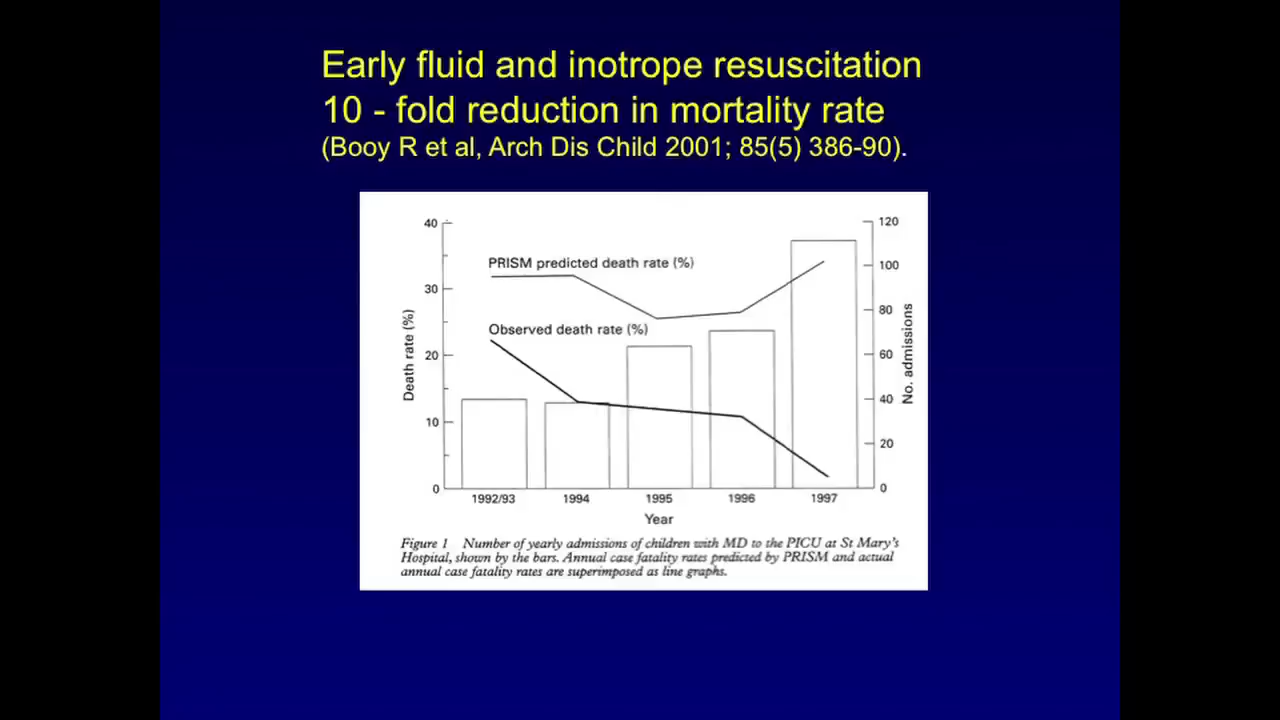 Early fluid and inotrope resuscitation
10 - fold reduction in mortality rate
(Booy R et al, Arch Dis Child 2001; 85(5) 386-90).
40
30
20
10
0
Death rate (%)
PRISM predicted death rate (%)
Observed death rate (%)
120
100
80
60
40
20
0
No. admissions
1992/93 1994 1995 1996 1997
Year
Figure 1 Number of yearly admissions of children with MD to the PICU at St Mary's
Hospital, shown by the bars. Annual case fatality rates predicted by PRISM and actual
annual case fatality rates are superimposed as line graphs.